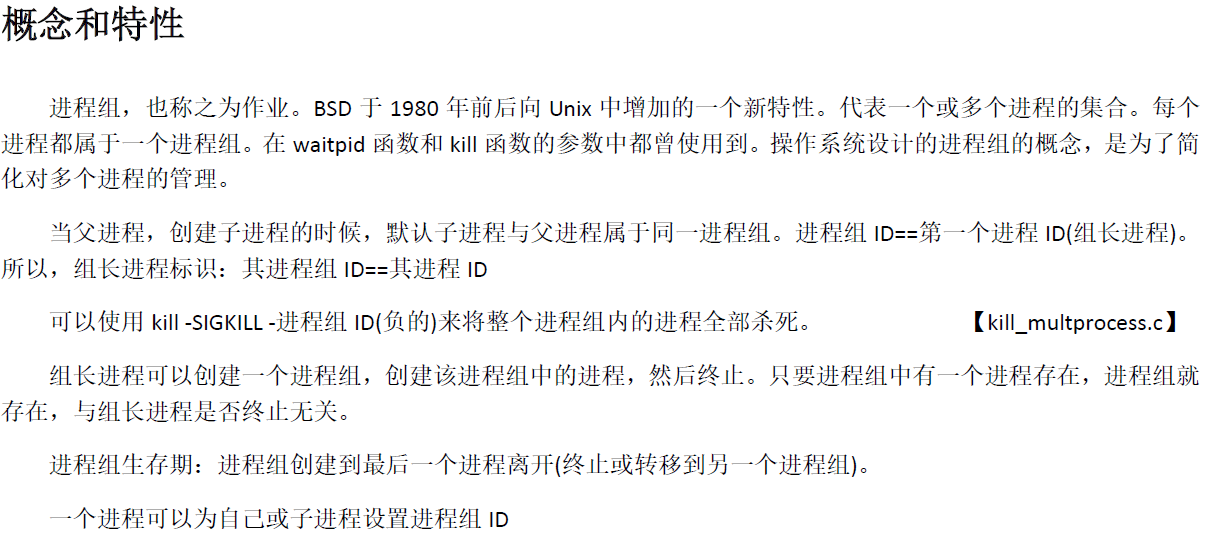 概念和特性
进程组，也称之为作业。BSD 于 1980 年前后向 Unix 中增加的一个新特性。代表一个或多个进程的集合。每个
进程都属于一个进程组。在 waitpid 函数和 kill 函数的参数中都曾使用到。操作系统设计的进程组的概念，是为了简
化对多个进程的管理。
当父进程，创建子进程的时候，默认子进程与父进程属于同一进程组。进程组 ID==第一个进程 ID(组长进程)。
所以，组长进程标识：其进程组 ID==其进程 ID
可以使用 kill -SIGKILL -进程组 ID(负的)来将整个进程组内的进程全部杀死。 【kill_multprocess.c】
组长进程可以创建一个进程组，创建该进程组中的进程，然后终止。只要进程组中有一个进程存在，进程组就
存在，与组长进程是否终止无关。
进程组生存期：进程组创建到最后一个进程离开(终止或转移到另一个进程组)。
一个进程可以为自己或子进程设置进程组 ID